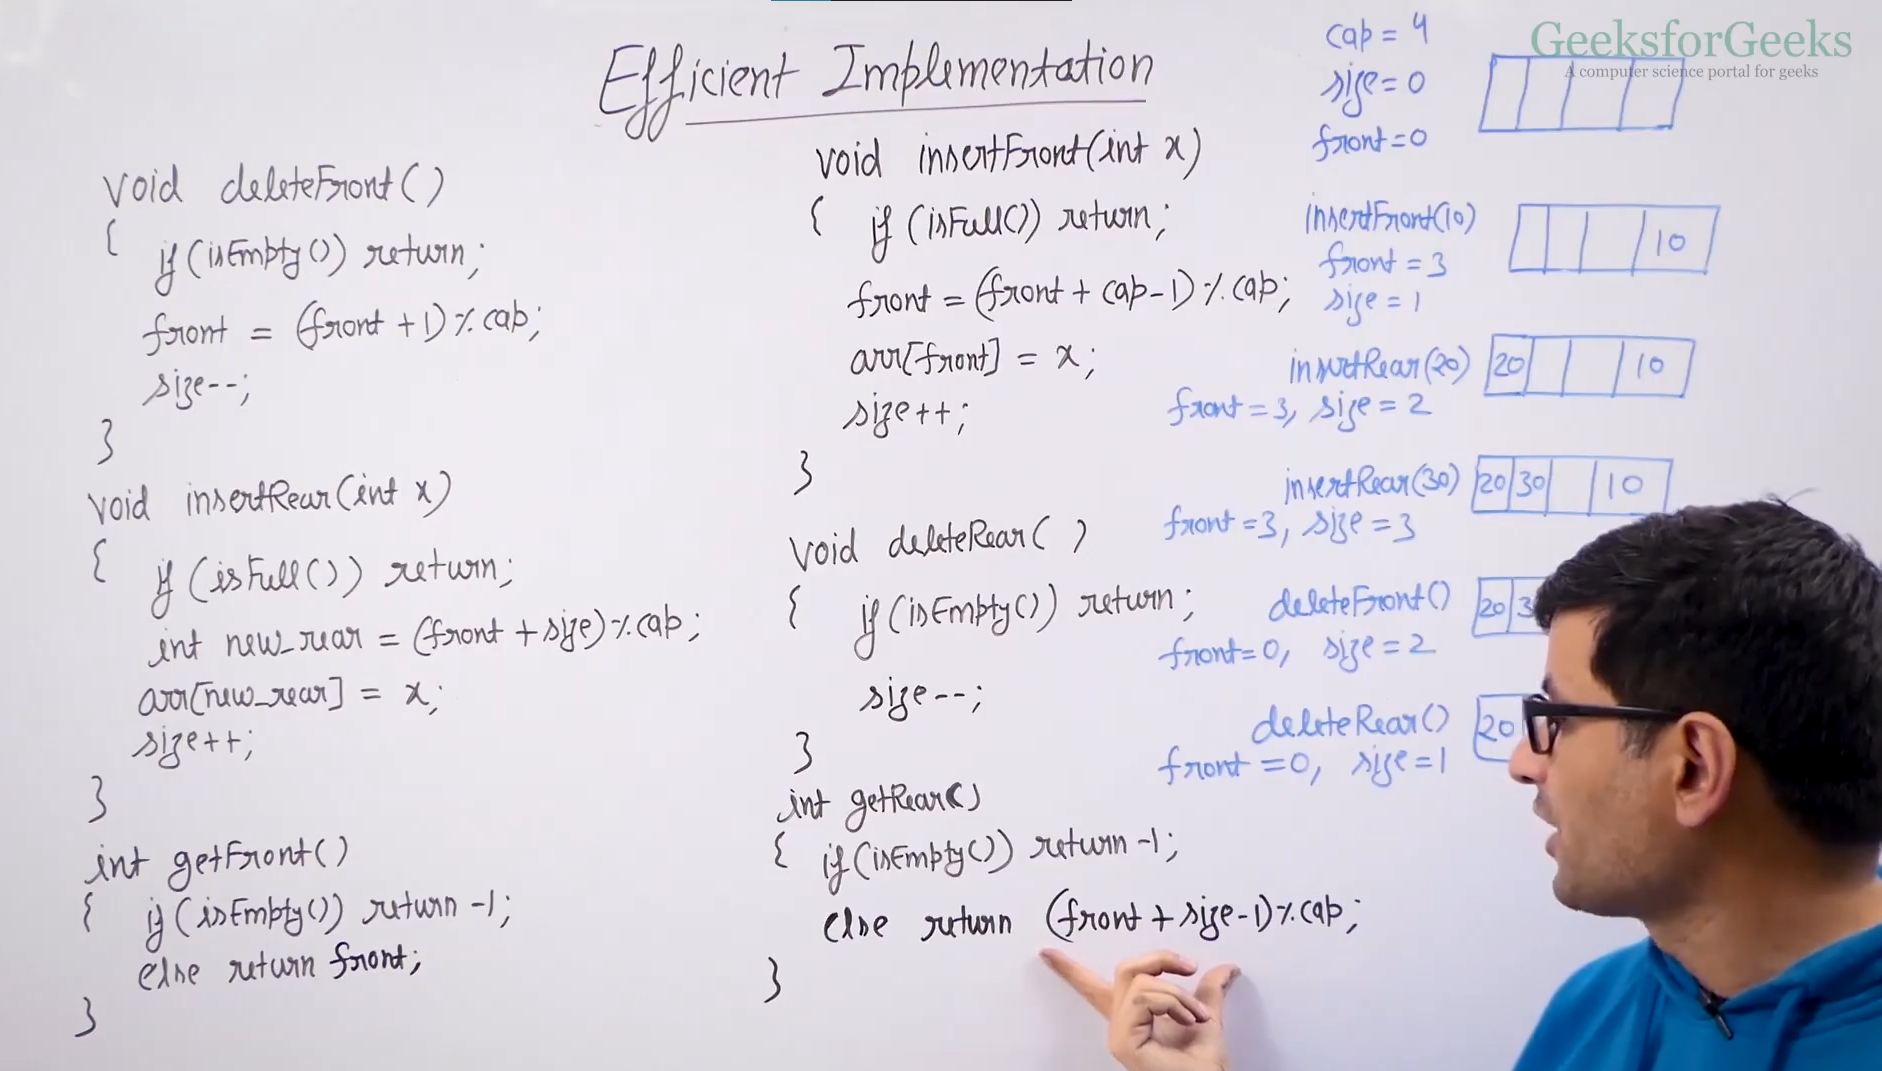 GeeksforGeeks
A computer science portal for geeks
Efficient Implementation
void deleteFront()
{ if(isEmpty()) return;
front = (front+1)%cap;
size--;
}
void insertRear(int x)
{ if(isFull()) return;
int new_rear = (front+size)%cap;
arr[new_rear] = x;
size++;
}
int getFront()
{ if(isEmpty()) return -1;
else return front;
}
void insertFront(int x)
{ if(isFull()) return;
front = (front+cap-1)%cap;
arr[front] = x;
size++;
}
void deleteRear( )
{ if(isEmpty()) return;
size--;
}
int getRear()
{ if(isEmpty()) return -1;
else return (front+size-1)%cap;
}
cap = 4
size = 0
front = 0
insertFront(10)
10
front = 3
size = 1
insertRear(20)
20 10
front = 3, size = 2
insertRear(30)
20 30 10
front = 3, size = 3
deleteFront()
20 3
front = 0, size = 2
deleteRear()
20
front = 0, size = 1